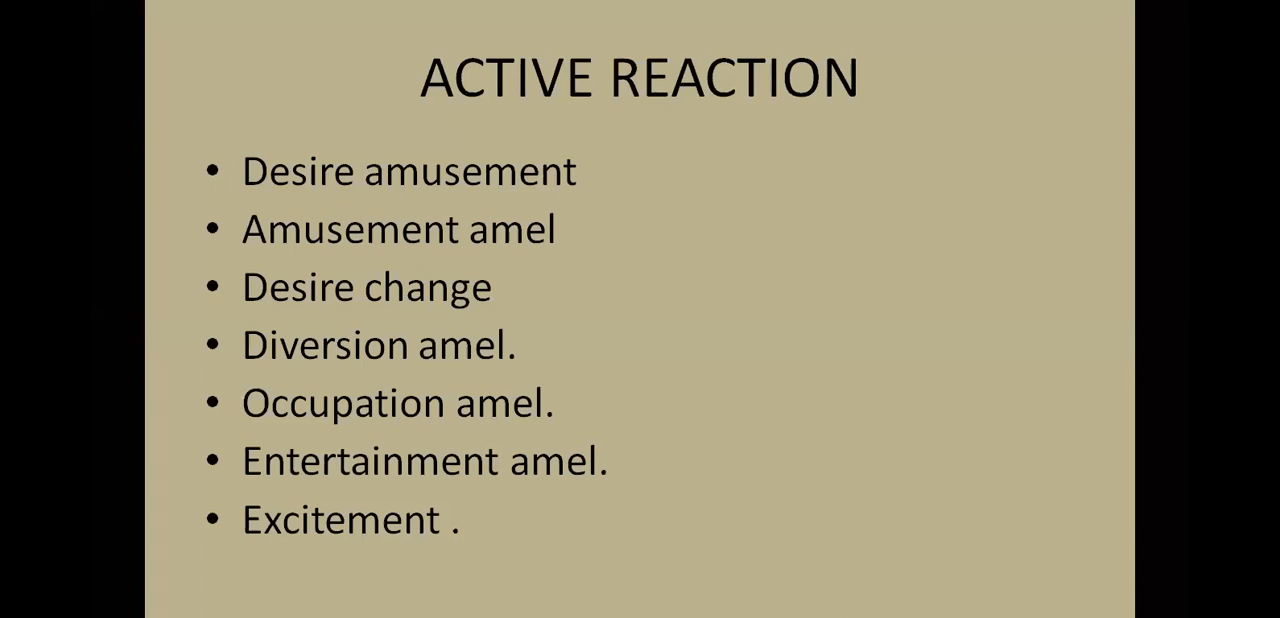 ACTIVE REACTION
• Desire amusement
• Amusement amel
• Desire change
• Diversion amel.
• Occupation amel.
• Entertainment amel.
• Excitement .